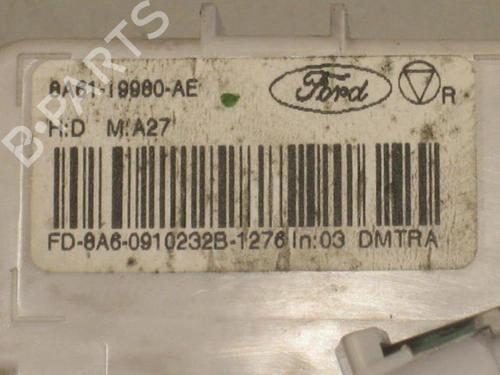 8A61-19980-AE
Ford
R
H:D M:A27
FD-8A6-0910232B-1276 In:03 DMTRA
B-PARTS